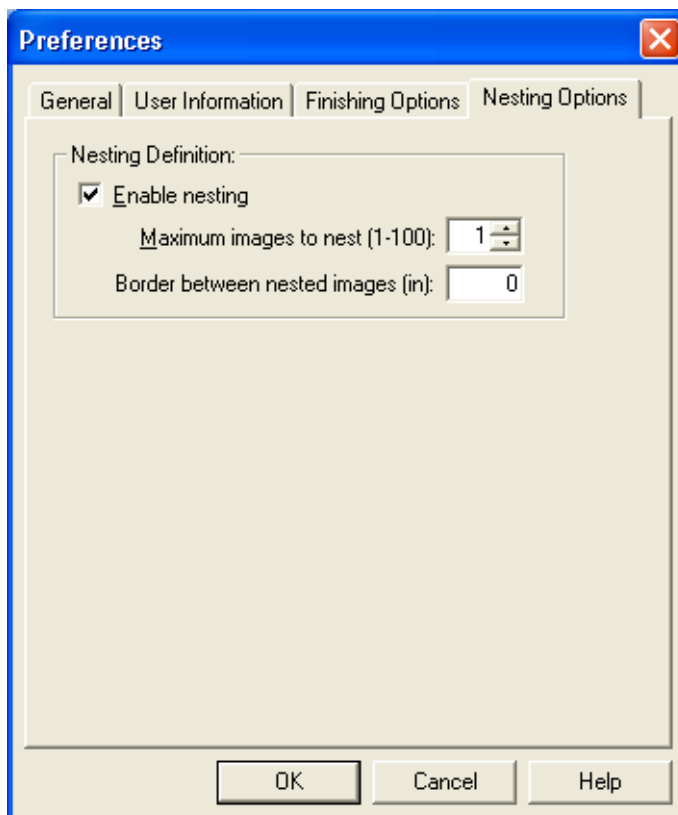 Preferences
General User Information Finishing Options Nesting Options
Nesting Definition:
Enable nesting
Maximum images to nest (1-100): 1
Border between nested images (in): 0
OK Cancel Help